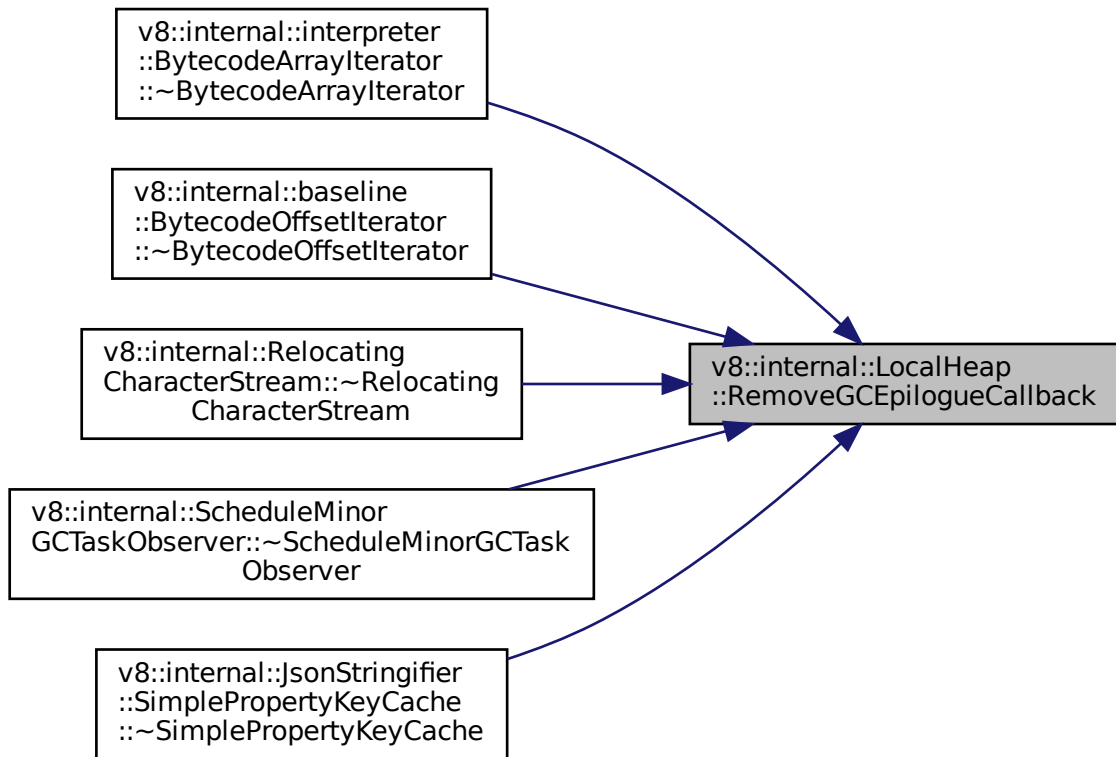 v8::internal::interpreter
::BytecodeArrayIterator
::~BytecodeArrayIterator
v8::internal::baseline
::BytecodeOffsetIterator
::~BytecodeOffsetIterator
v8::internal::Relocating
CharacterStream::~Relocating
CharacterStream
v8::internal::LocalHeap
::RemoveGCEpilogueCallback
v8::internal::ScheduleMinor
GCTaskObserver::~ScheduleMinorGCTask
Observer
v8::internal::JsonStringifier
::SimplePropertyKeyCache
::~SimplePropertyKeyCache